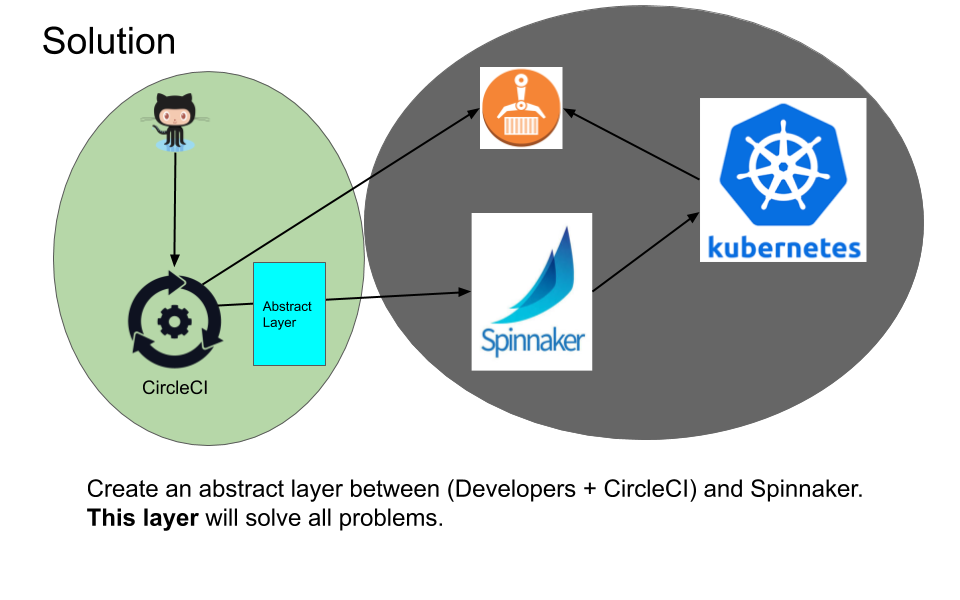 Solution
Abstract
Layer
CircleCI
Spinnaker
kubernetes
Create an abstract layer between (Developers + CircleCI) and Spinnaker.
This layer will solve all problems.